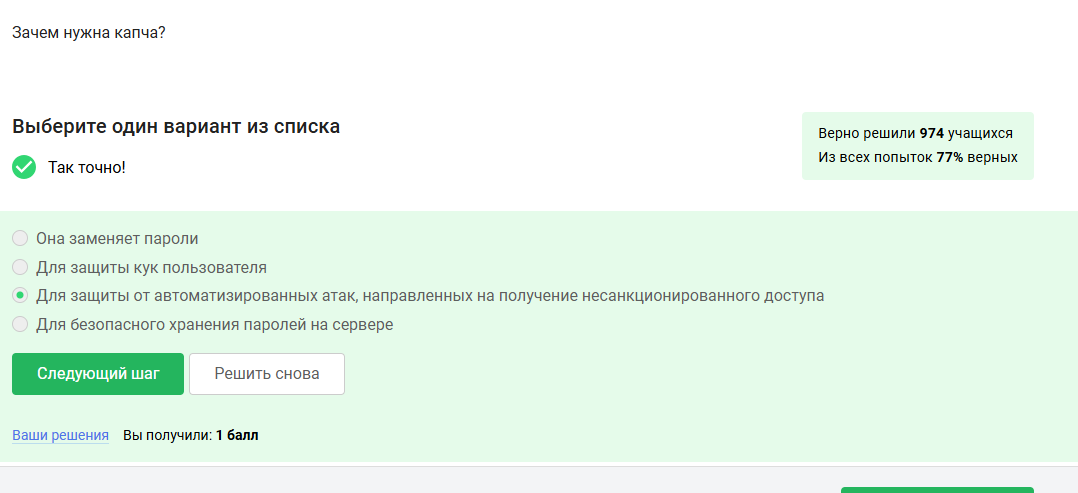 Зачем нужна капча?
Выберите один вариант из списка
Так точно!
Верно решили 974 учащихся
Из всех попыток 77% верных
Она заменяет пароли
Для защиты кук пользователя
Для защиты от автоматизированных атак, направленных на получение несанкционированного доступа
Для безопасного хранения паролей на сервере
Следующий шаг
Решить снова
Ваши решения
Вы получили: 1 балл